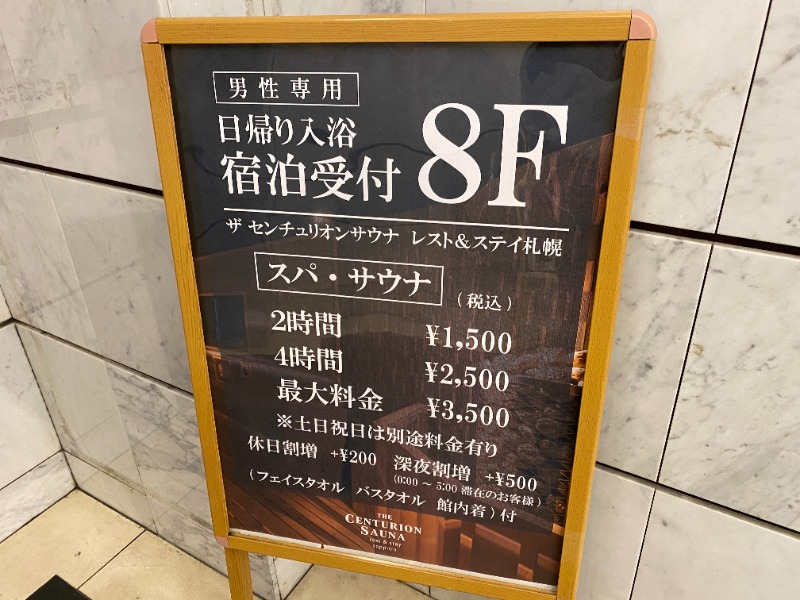 男性専用
日帰り入浴
宿泊受付 8F
ザ センチュリオンサウナ レスト&ステイ札幌
スパ・サウナ (税込)
2時間 ¥1,500
4時間 ¥2,500
最大料金 ¥3,500
※土日祝日は別途料金有り
休日割増 +¥200 深夜割増 +¥500
(0:00 ~ 5:00 滞在のお客様)
(フェイスタオル バスタオル 館内着)付
THE
CENTURION
SAUNA
rest & stay
sapporo